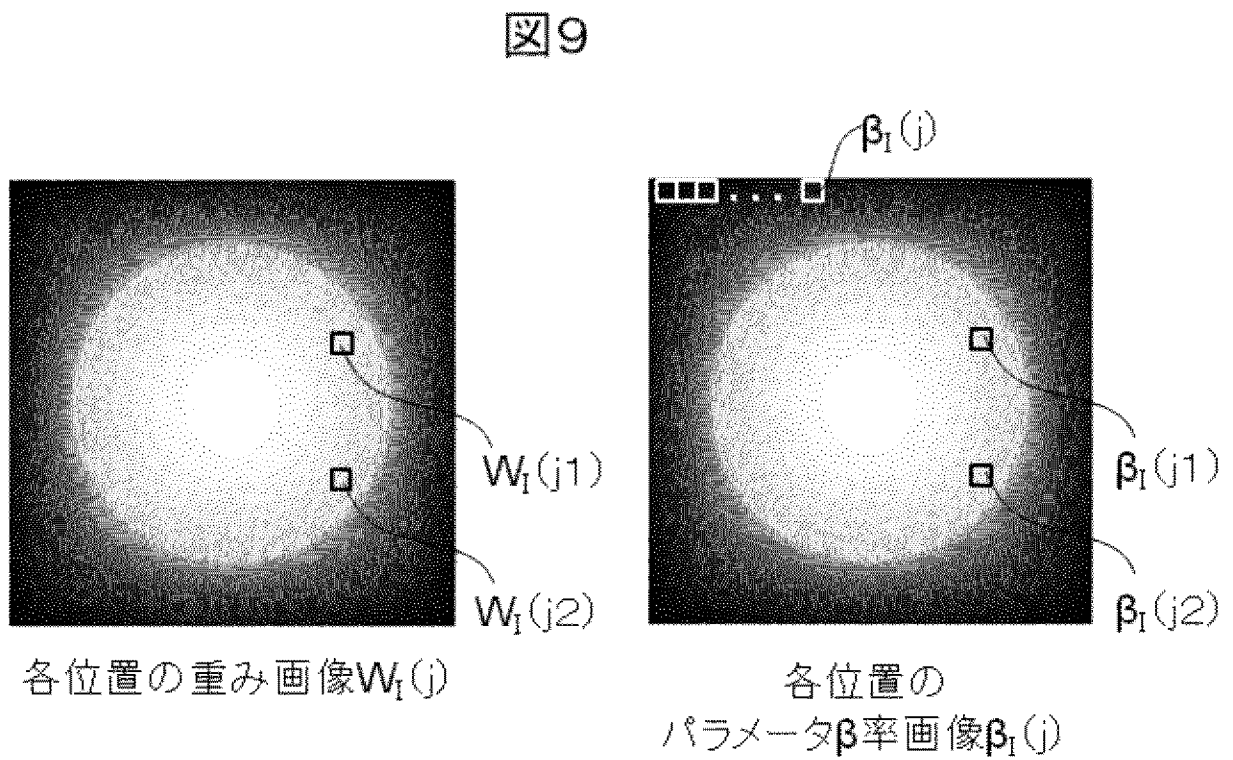 図9
βI(j)
WI(j1)
WI(j2)
βI(j1)
βI(j2)
各位置の重み画像WI(j)
各位置の
パラメータβ率画像βI(j)